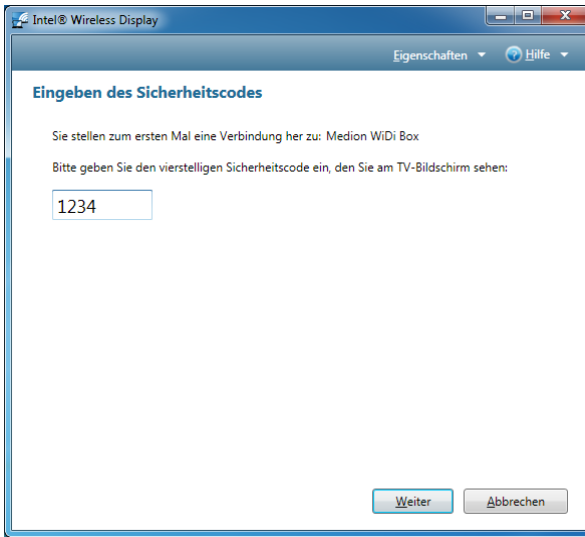 Intel® Wireless Display
Eigenschaften Hilfe
Eingeben des Sicherheitscodes
Sie stellen zum ersten Mal eine Verbindung her zu: Medion WiDi Box
Bitte geben Sie den vierstelligen Sicherheitscode ein, den Sie am TV-Bildschirm sehen:
1234
Weiter Abbrechen